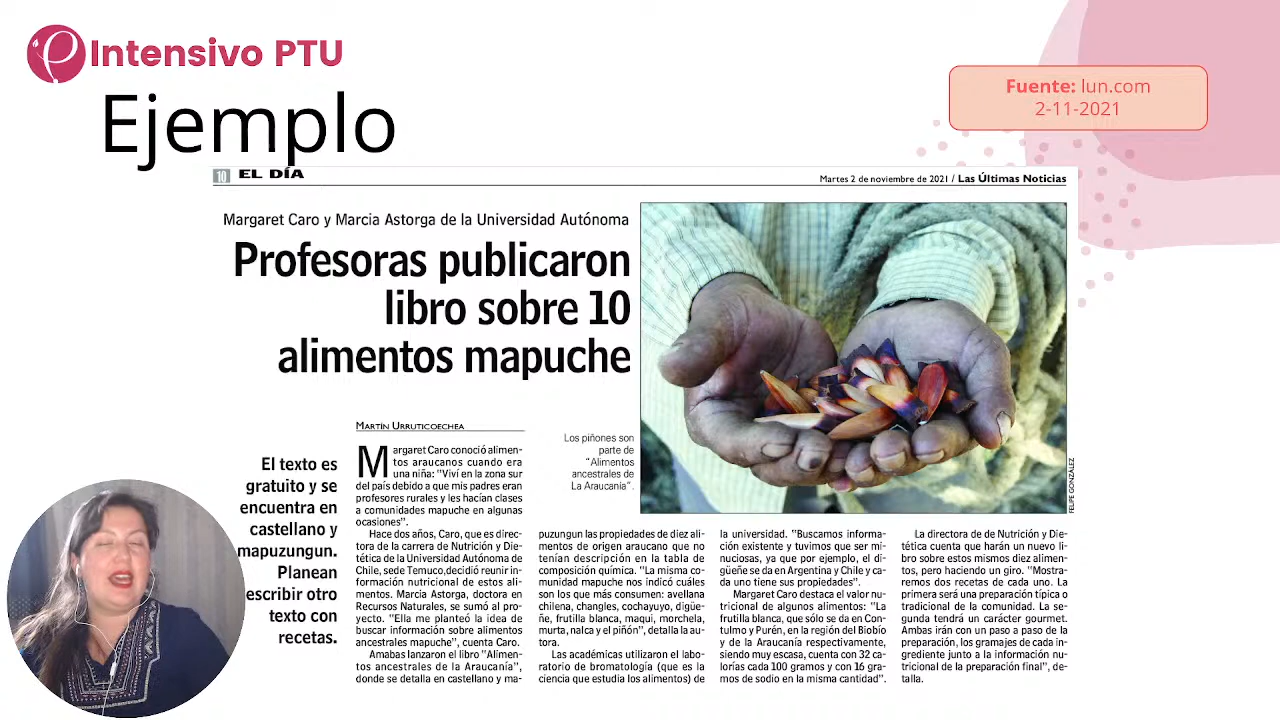 Intensivo PTU
Ejemplo
Fuente: lun.com
2-11-2021
10 EL DÍA
Martes 2 de noviembre de 2021 / Las Últimas Noticias
Margaret Caro y Marcia Astorga de la Universidad Autónoma
Profesoras publicaron
libro sobre 10
alimentos mapuche
El texto es
gratuito y se
encuentra en
castellano y
mapuzungun.
Planean
escribir otro
texto con
recetas.
MARTÍN URRUTICOECHEA
Margaret Caro conoció alimen-
tos araucanos cuando era
una niña: "Viví en la zona sur
del país debido a que mis padres eran
profesores rurales y les hacían clases
a comunidades mapuche en algunas
ocasiones".
Hace dos años, Caro, que es direc-
tora de la carrera de Nutrición y Die-
tética de la Universidad Autónoma de
Chile, sede Temuco,decidió reunir in-
formación nutricional de estos ali-
mentos. Marcia Astorga, doctora en
Recursos Naturales, se sumó al pro-
yecto. "Ella me planteó la idea de
buscar información sobre alimentos
ancestrales mapuche", cuenta Caro.
Amabas lanzaron el libro "Alimen-
tos ancestrales de la Araucanía",
donde se detalla en castellano y ma-
Los piñones son
parte de
"Alimentos
ancestrales de
La Araucanía".
FELIPE GONZÁLEZ
puzungun las propiedades de diez ali-
mentos de origen araucano que no
tenían descripción en la tabla de
composición química. "La misma co-
munidad mapuche nos indicó cuáles
son los que más consumen: avellana
chilena, changles, cochayuyo, digüe-
ñe, frutilla blanca, maqui, morchela,
murta, nalca y el piñón", detalla la au-
tora.
Las académicas utilizaron el labo-
ratorio de bromatología (que es la
ciencia que estudia los alimentos) de
la universidad. "Buscamos informa-
ción existente y tuvimos que ser mi-
nuciosas, ya que por ejemplo, el di-
güeñe se da en Argentina y Chile y ca-
da uno tiene sus propiedades".
Margaret Caro destaca el valor nu-
tricional de algunos alimentos: "La
frutilla blanca, que sólo se da en Con-
tulmo y Purén, en la región del Biobío
y de la Araucanía respectivamente,
siendo muy escasa, cuenta con 32 ca-
lorías cada 100 gramos y con 16 gra-
mos de sodio en la misma cantidad".
La directora de de Nutrición y Die-
tética cuenta que harán un nuevo li-
bro sobre estos mismos diez alimen-
tos, pero haciendo un giro. "Mostra-
remos dos recetas de cada uno. La
primera será una preparación típica o
tradicional de la comunidad. La se-
gunda tendrá un carácter gourmet.
Ambas irán con un paso a paso de la
preparación, los gramajes de cada in-
grediente junto a la información nu-
tricional de la preparación final", de-
talla.